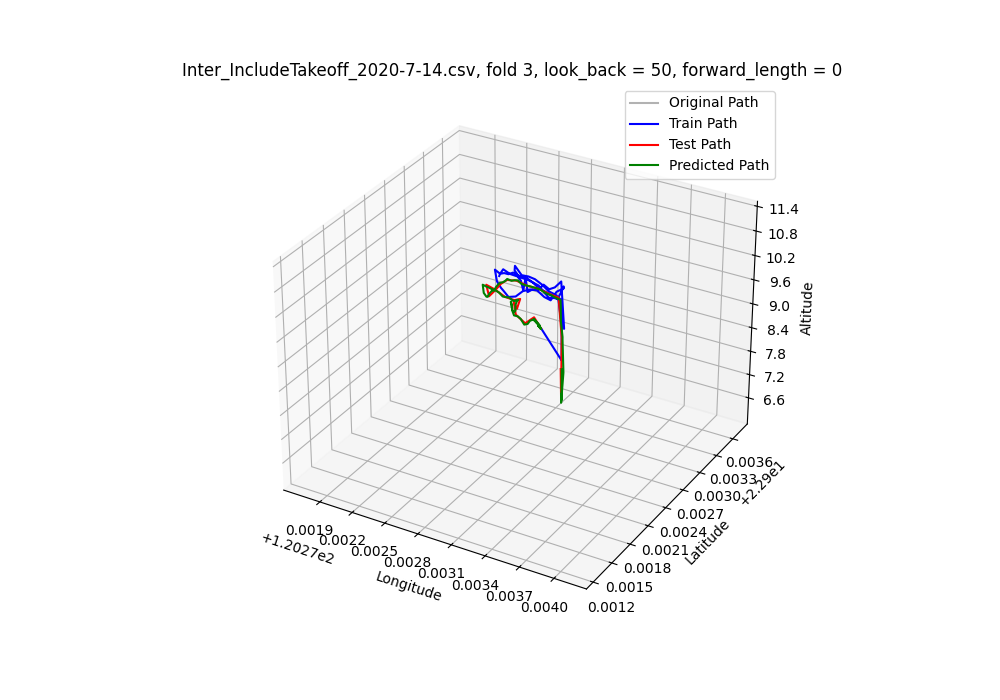 Inter_IncludeTakeoff_2020-7-14.csv, fold 3, look_back = 50, forward_length = 0
Original Path
Train Path
Test Path
Predicted Path
11.4
10.8
10.2
9.6
9.0
8.4
7.8
7.2
6.6
Altitude
0.0036
0.0033
0.0030
0.0027
0.0024
0.0021
0.0018
0.0015
0.0012
+2.29e1
Latitude
0.0019
0.0022
0.0025
0.0028
0.0031
0.0034
0.0037
0.0040
+1.2027e2
Longitude